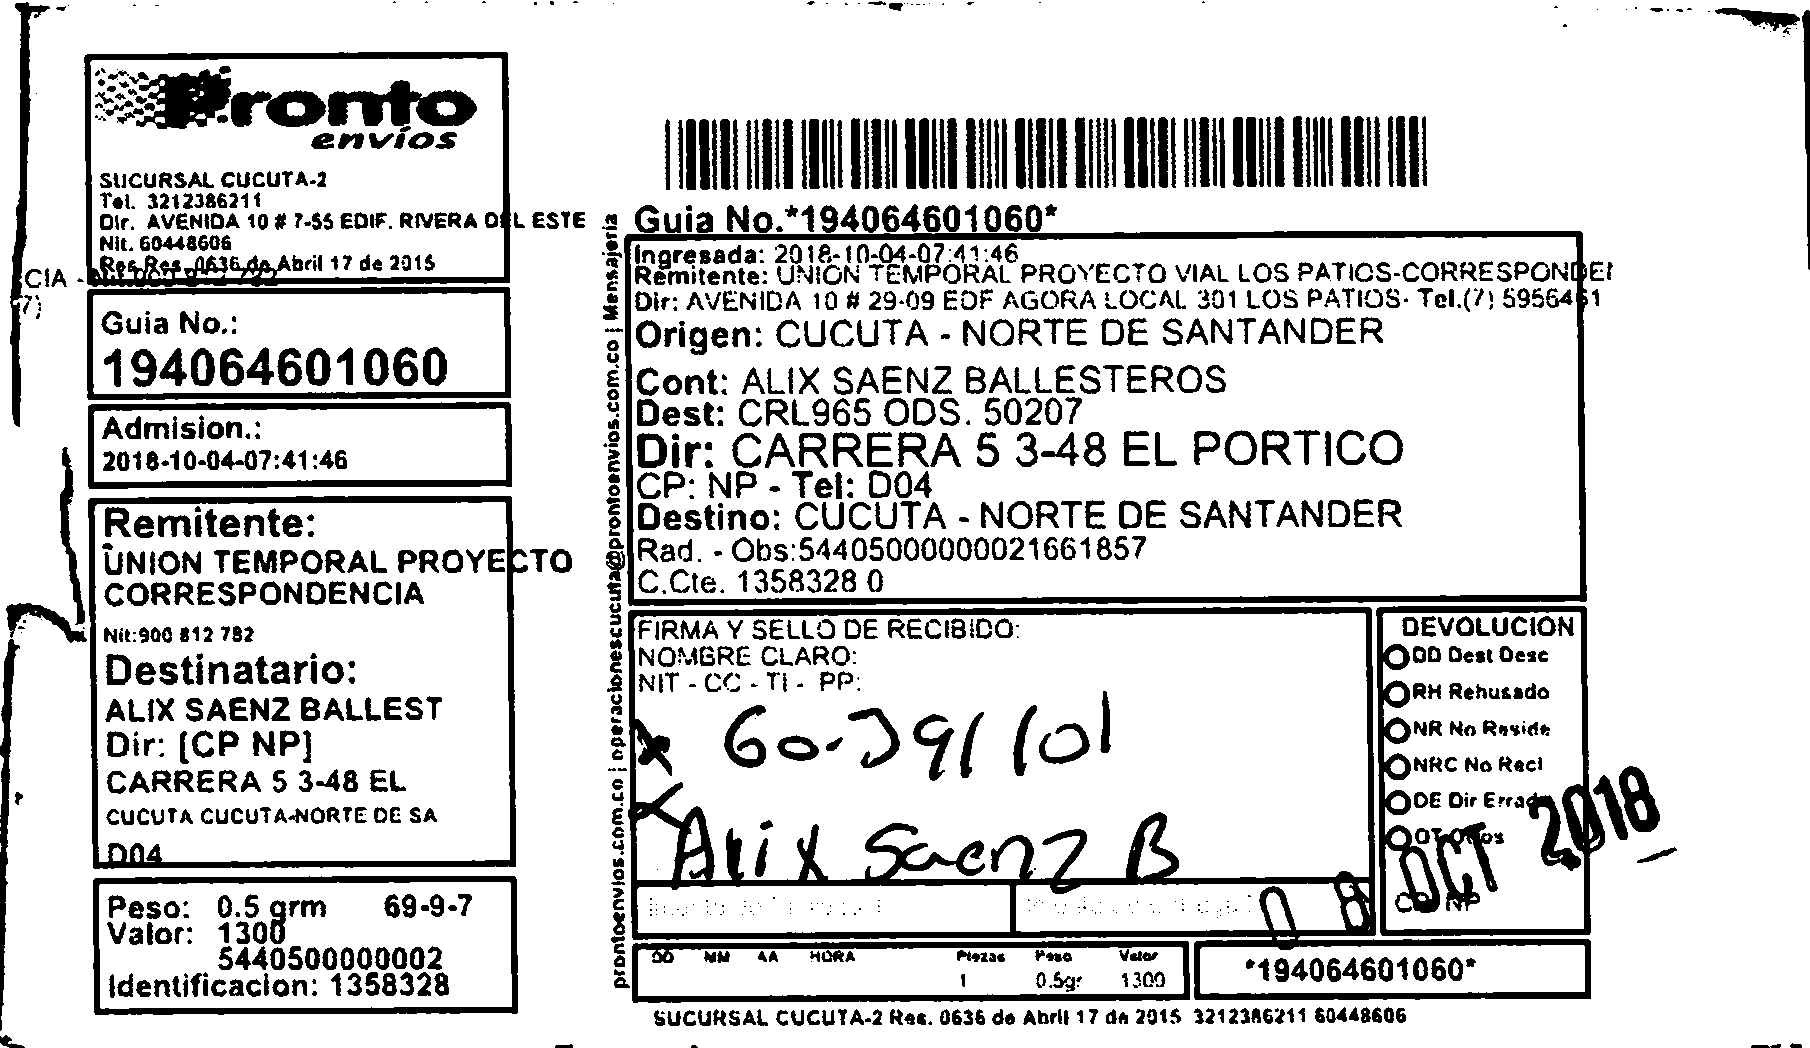 Pronto
envíos
SUCURSAL CUCUTA-2
Tel. 3212386211
Dir. AVENIDA 10 # 7-55 EDIF. RIVERA DEL ESTE
Nit. 60448606
Res Res. 0636 de Abril 17 de 2015
CIA -
7)
Guia No.:
194064601060
Admision.:
2018-10-04-07:41:46
Remitente:
UNION TEMPORAL PROYECTO
CORRESPONDENCIA
Nit:900 812 782
Destinatario:
ALIX SAENZ BALLEST
Dir: [CP NP]
CARRERA 5 3-48 EL
CUCUTA CUCUTA-NORTE DE SA
D04
Peso: 0.5 grm 69-9-7
Valor: 1300
5440500000002
Identificacion: 1358328
prontoenvios.com.co | operacionescucuta@prontoenvios.com.co | Mensajeria
Guia No.*194064601060*
Ingresada: 2018-10-04-07:41:46
Remitente: UNION TEMPORAL PROYECTO VIAL LOS PATIOS-CORRESPONDE
Dir: AVENIDA 10 # 29-09 EDF AGORA LOCAL 301 LOS PATIOS- Tel.(7) 5956461
Origen: CUCUTA - NORTE DE SANTANDER
Cont: ALIX SAENZ BALLESTEROS
Dest: CRL965 ODS. 50207
Dir: CARRERA 5 3-48 EL PORTICO
CP: NP - Tel: D04
Destino: CUCUTA - NORTE DE SANTANDER
Rad. - Obs:54405000000021661857
C.Cte. 1358328 0
FIRMA Y SELLO DE RECIBIDO:
NOMBRE CLARO:
NIT - CC - TI - PP:
60.391101
Alix Saenz B
DEVOLUCION
DD Dest Desc
RH Rehusado
NR No Reside
NRC No Recl
DE Dir Errad
OT Otros
CP: NP
08 OCT 2018
DD MM AA HORA Piezas Peso Valor
1 0.5gr 1300
*194064601060*
SUCURSAL CUCUTA-2 Res. 0636 de Abril 17 de 2015 3212386211 60448606